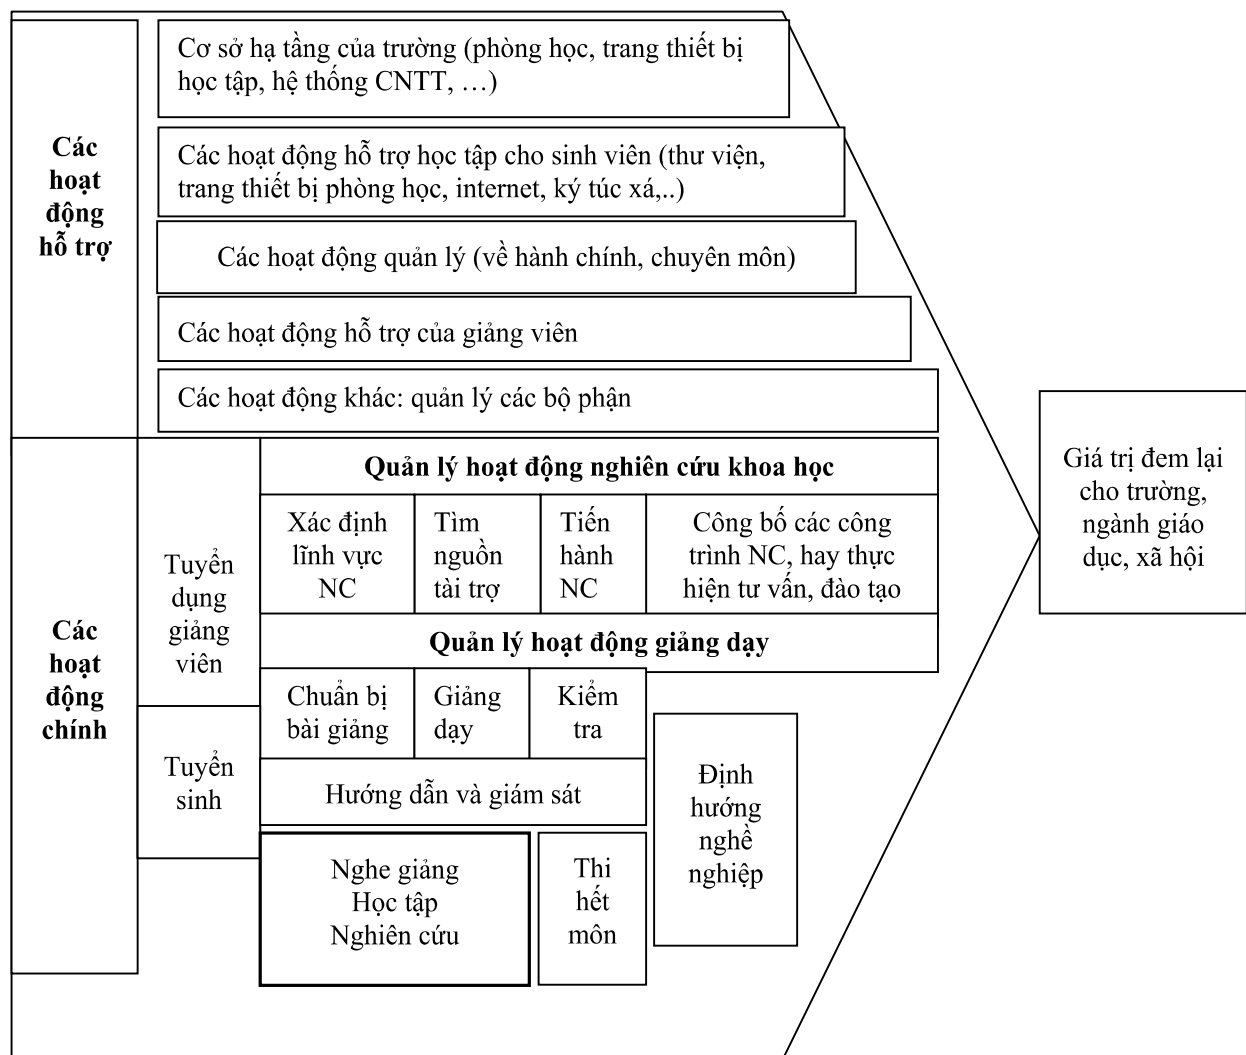 Các
hoạt
động
hỗ trợ
Cơ sở hạ tầng của trường (phòng học, trang thiết bị
học tập, hệ thống CNTT, …)
Các hoạt động hỗ trợ học tập cho sinh viên (thư viện,
trang thiết bị phòng học, internet, ký túc xá,..)
Các hoạt động quản lý (về hành chính, chuyên môn)
Các hoạt động hỗ trợ của giảng viên
Các hoạt động khác: quản lý các bộ phận
Các
hoạt
động
chính
Tuyển
dụng
giảng
viên
Tuyển
sinh
Quản lý hoạt động nghiên cứu khoa học
Xác định
lĩnh vực
NC
Tìm
nguồn
tài trợ
Tiến
hành
NC
Công bố các công
trình NC, hay thực
hiện tư vấn, đào tạo
Quản lý hoạt động giảng dạy
Chuẩn bị
bài giảng
Giảng
dạy
Kiểm
tra
Hướng dẫn và giám sát
Nghe giảng
Học tập
Nghiên cứu
Thi
hết
môn
Định
hướng
nghề
nghiệp
Giá trị đem lại
cho trường,
ngành giáo
dục, xã hội